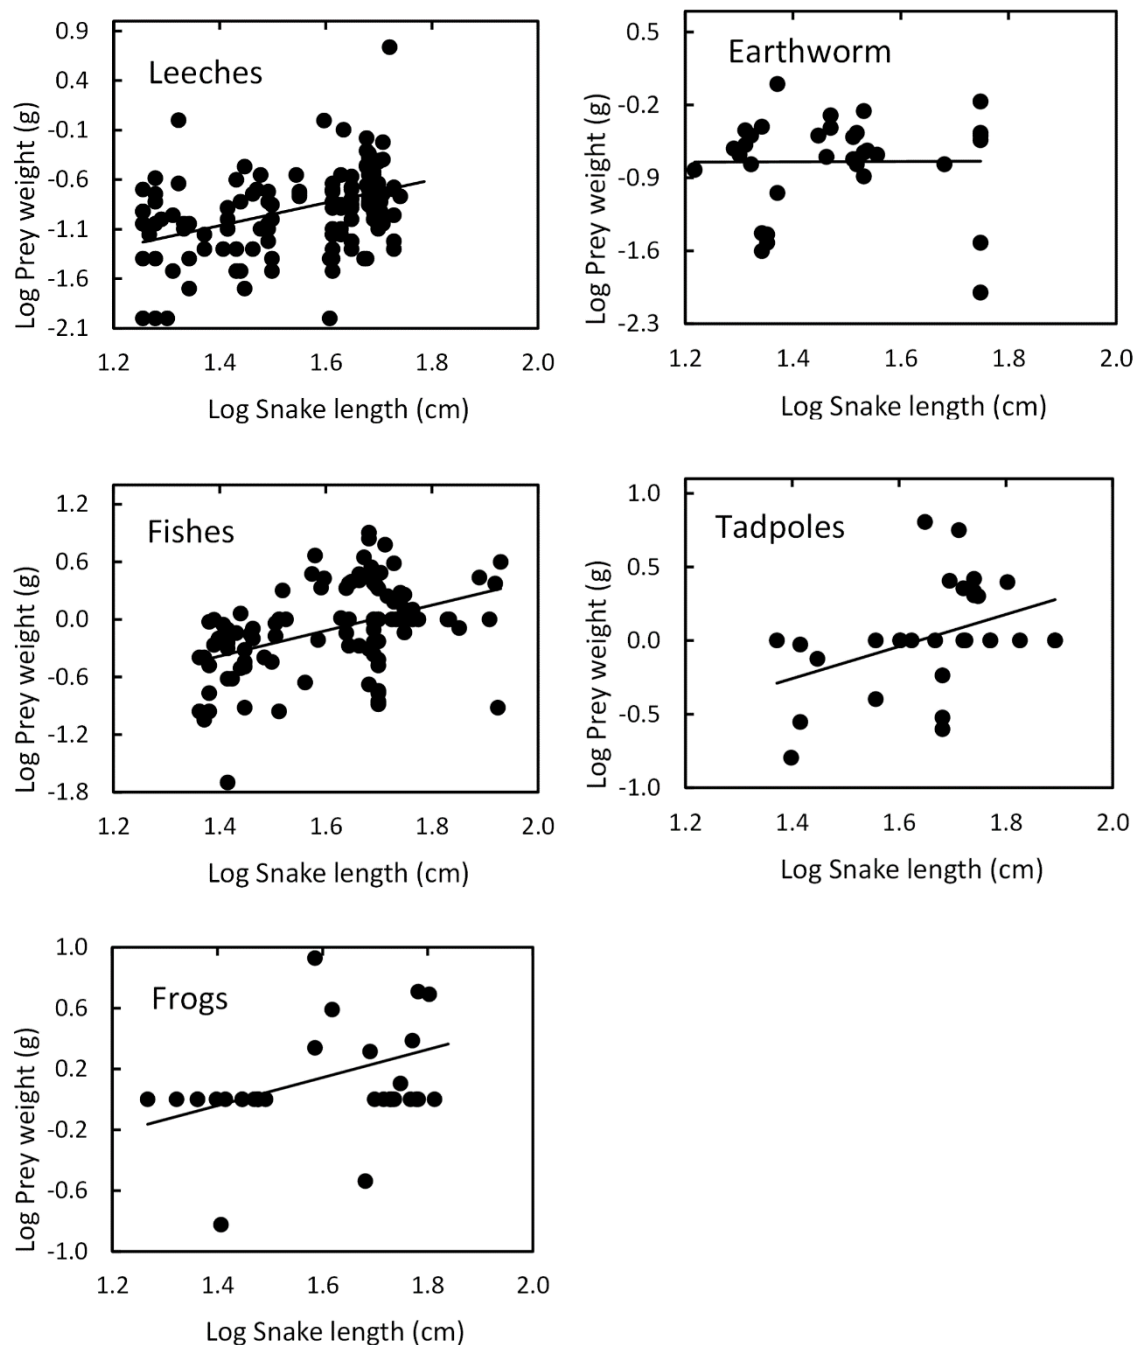 Leeches
Log Prey weight (g)
0.9
0.4
-0.1
-0.6
-1.1
-1.6
-2.1
1.2 1.4 1.6 1.8 2.0
Log Snake length (cm)
Earthworm
Log Prey weight (g)
0.5
-0.2
-0.9
-1.6
-2.3
1.2 1.4 1.6 1.8 2.0
Log Snake length (cm)
Fishes
Log Prey weight (g)
1.2
0.6
0.0
-0.6
-1.2
-1.8
1.2 1.4 1.6 1.8 2.0
Log Snake length (cm)
Tadpoles
Log Prey weight (g)
1.0
0.5
0.0
-0.5
-1.0
1.2 1.4 1.6 1.8 2.0
Log Snake length (cm)
Frogs
Log Prey weight (g)
1.0
0.6
0.2
-0.2
-0.6
-1.0
1.2 1.4 1.6 1.8 2.0
Log Snake length (cm)